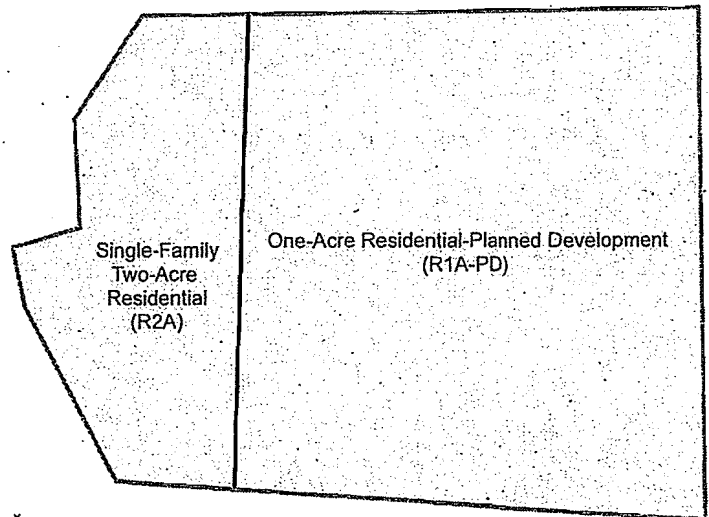 Single-Family
Two-Acre
Residential
(R2A)
One-Acre Residential-Planned Development
(R1A-PD)